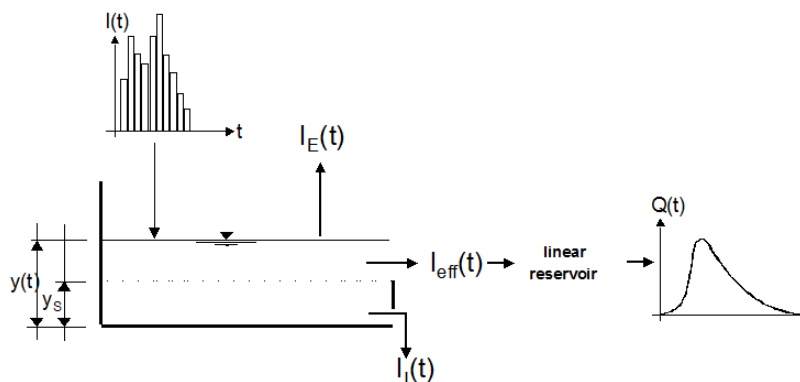 I(t)
t
I_E(t)
Q(t)
y(t)
y_S
I_eff(t)
linear
reservoir
I_I(t)